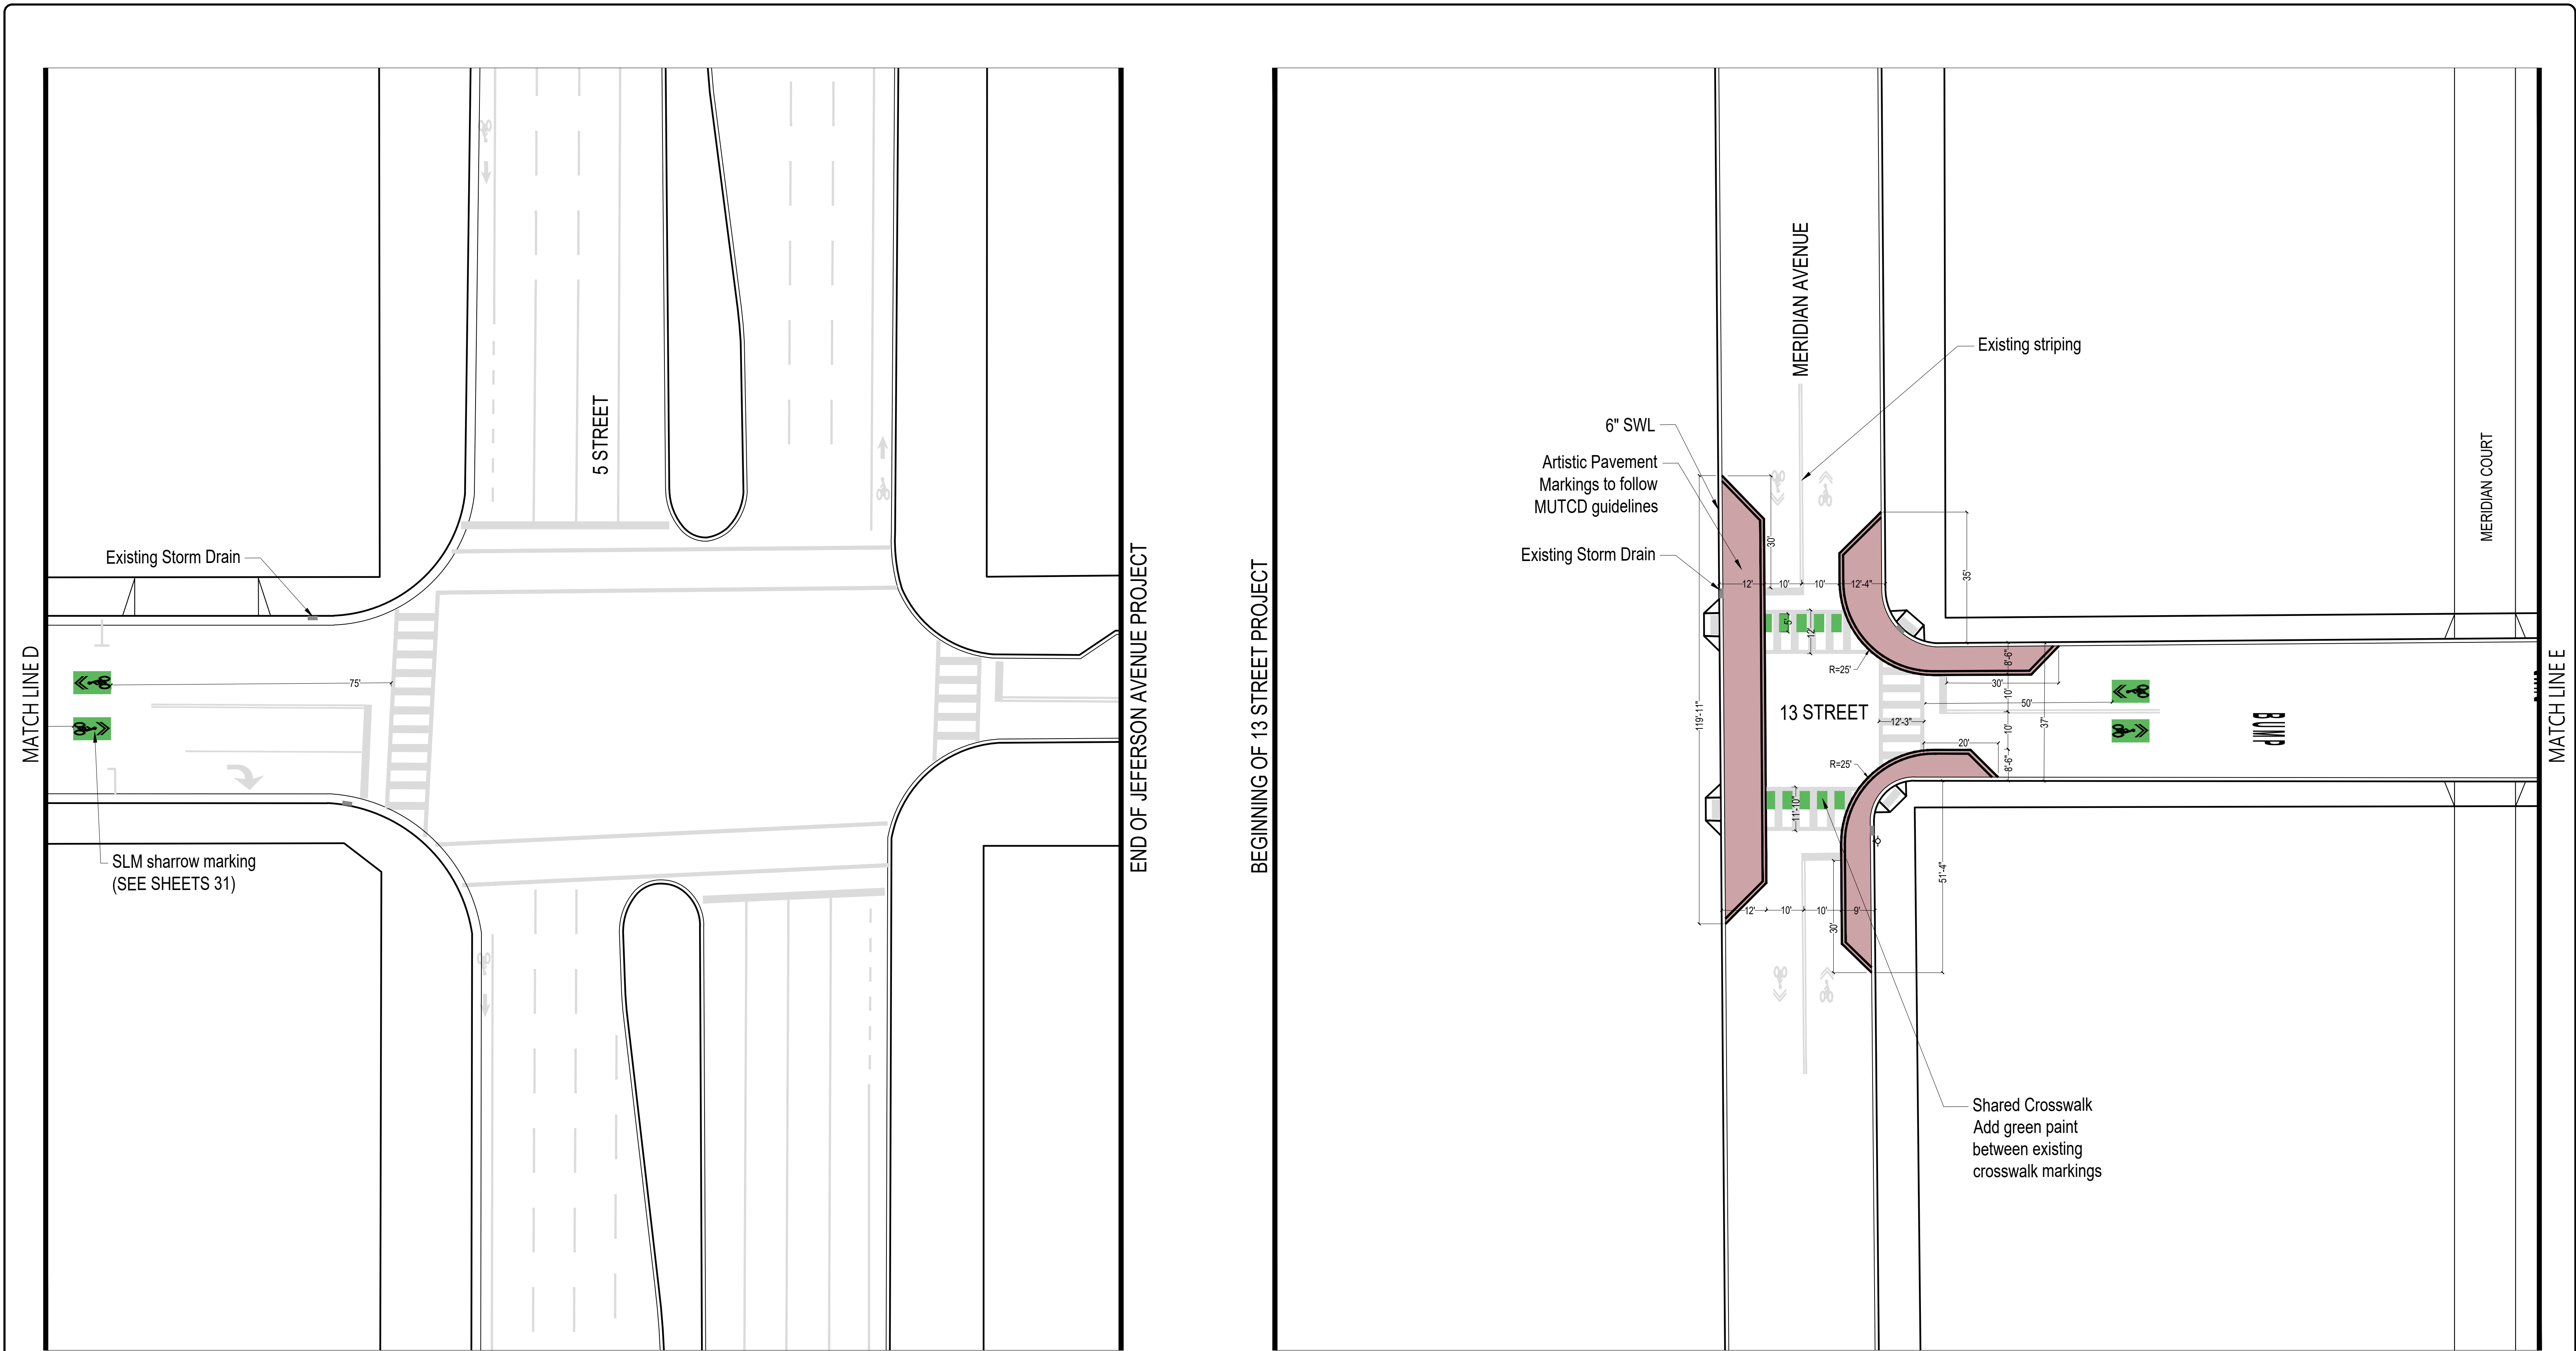 MATCH LINE D
Existing Storm Drain
75'
SLM sharrow marking
(SEE SHEETS 31)
5 STREET
END OF JEFERSON AVENUE PROJECT
BEGINNING OF 13 STREET PROJECT
MERIDIAN AVENUE
Existing striping
6" SWL
Artistic Pavement
Markings to follow
MUTCD guidelines
Existing Storm Drain
30'
35'
12'
10'
10'
12'-4"
5'
12'
R=25'
8'-6"
30'
10'
50'
119'-11"
13 STREET
12'-3"
10'
37'
20'
8'-6"
R=25'
11'-10"
51'-4"
12'
10'
10'
9'
30'
BUMP
Shared Crosswalk
Add green paint
between existing
crosswalk markings
MERIDIAN COURT
MATCH LINE E